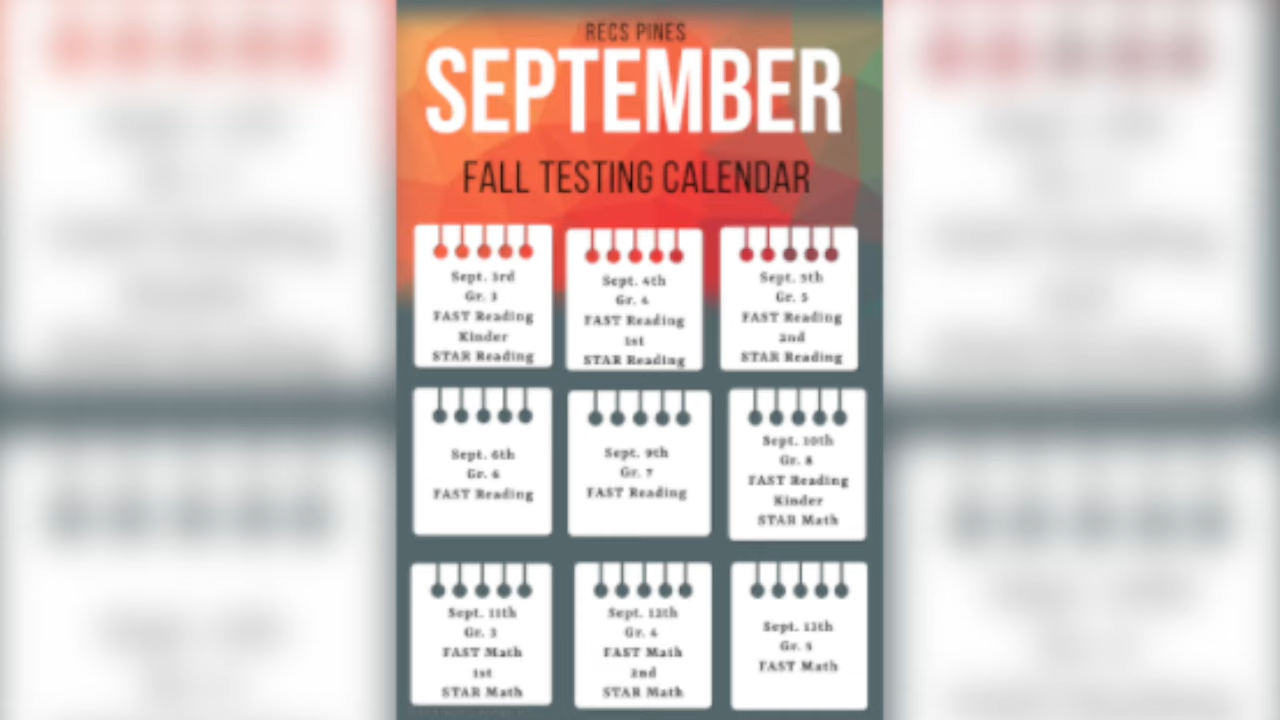 RECS PINES
SEPTEMBER
FALL TESTING CALENDAR
Sept. 3rd
Gr. 3
FAST Reading
Kinder
STAR Reading
Sept. 4th
Gr. 4
FAST Reading
1st
STAR Reading
Sept. 5th
Gr. 5
FAST Reading
2nd
STAR Reading
Sept. 6th
Gr. 6
FAST Reading
Sept. 9th
Gr. 7
FAST Reading
Sept. 10th
Gr. 8
FAST Reading
Kinder
STAR Math
Sept. 11th
Gr. 3
FAST Math
1st
STAR Math
Sept. 12th
Gr. 4
FAST Math
2nd
STAR Math
Sept. 13th
Gr. 5
FAST Math